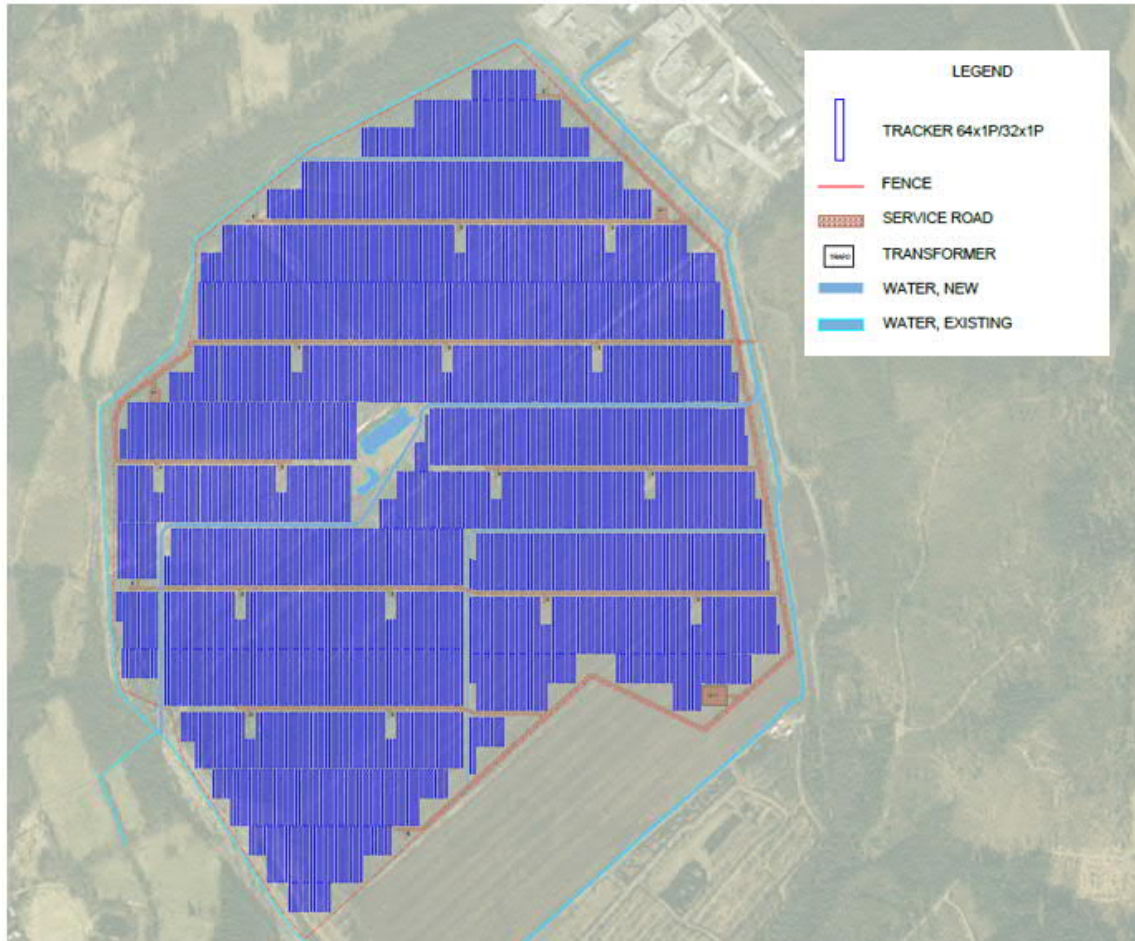 LEGEND
TRACKER 64x1P/32x1P
FENCE
SERVICE ROAD
TRAFO
TRANSFORMER
WATER, NEW
WATER, EXISTING